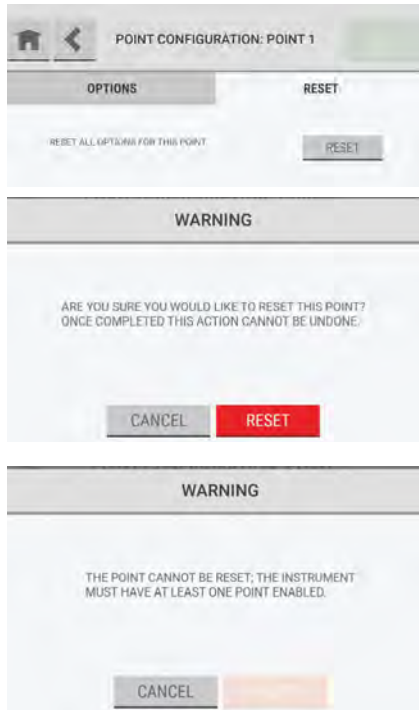 POINT CONFIGURATION: POINT 1
OPTIONS
RESET
RESET ALL OPTIONS FOR THIS POINT
RESET
WARNING
ARE YOU SURE YOU WOULD LIKE TO RESET THIS POINT?
ONCE COMPLETED THIS ACTION CANNOT BE UNDONE.
CANCEL
RESET
WARNING
THE POINT CANNOT BE RESET; THE INSTRUMENT
MUST HAVE AT LEAST ONE POINT ENABLED.
CANCEL